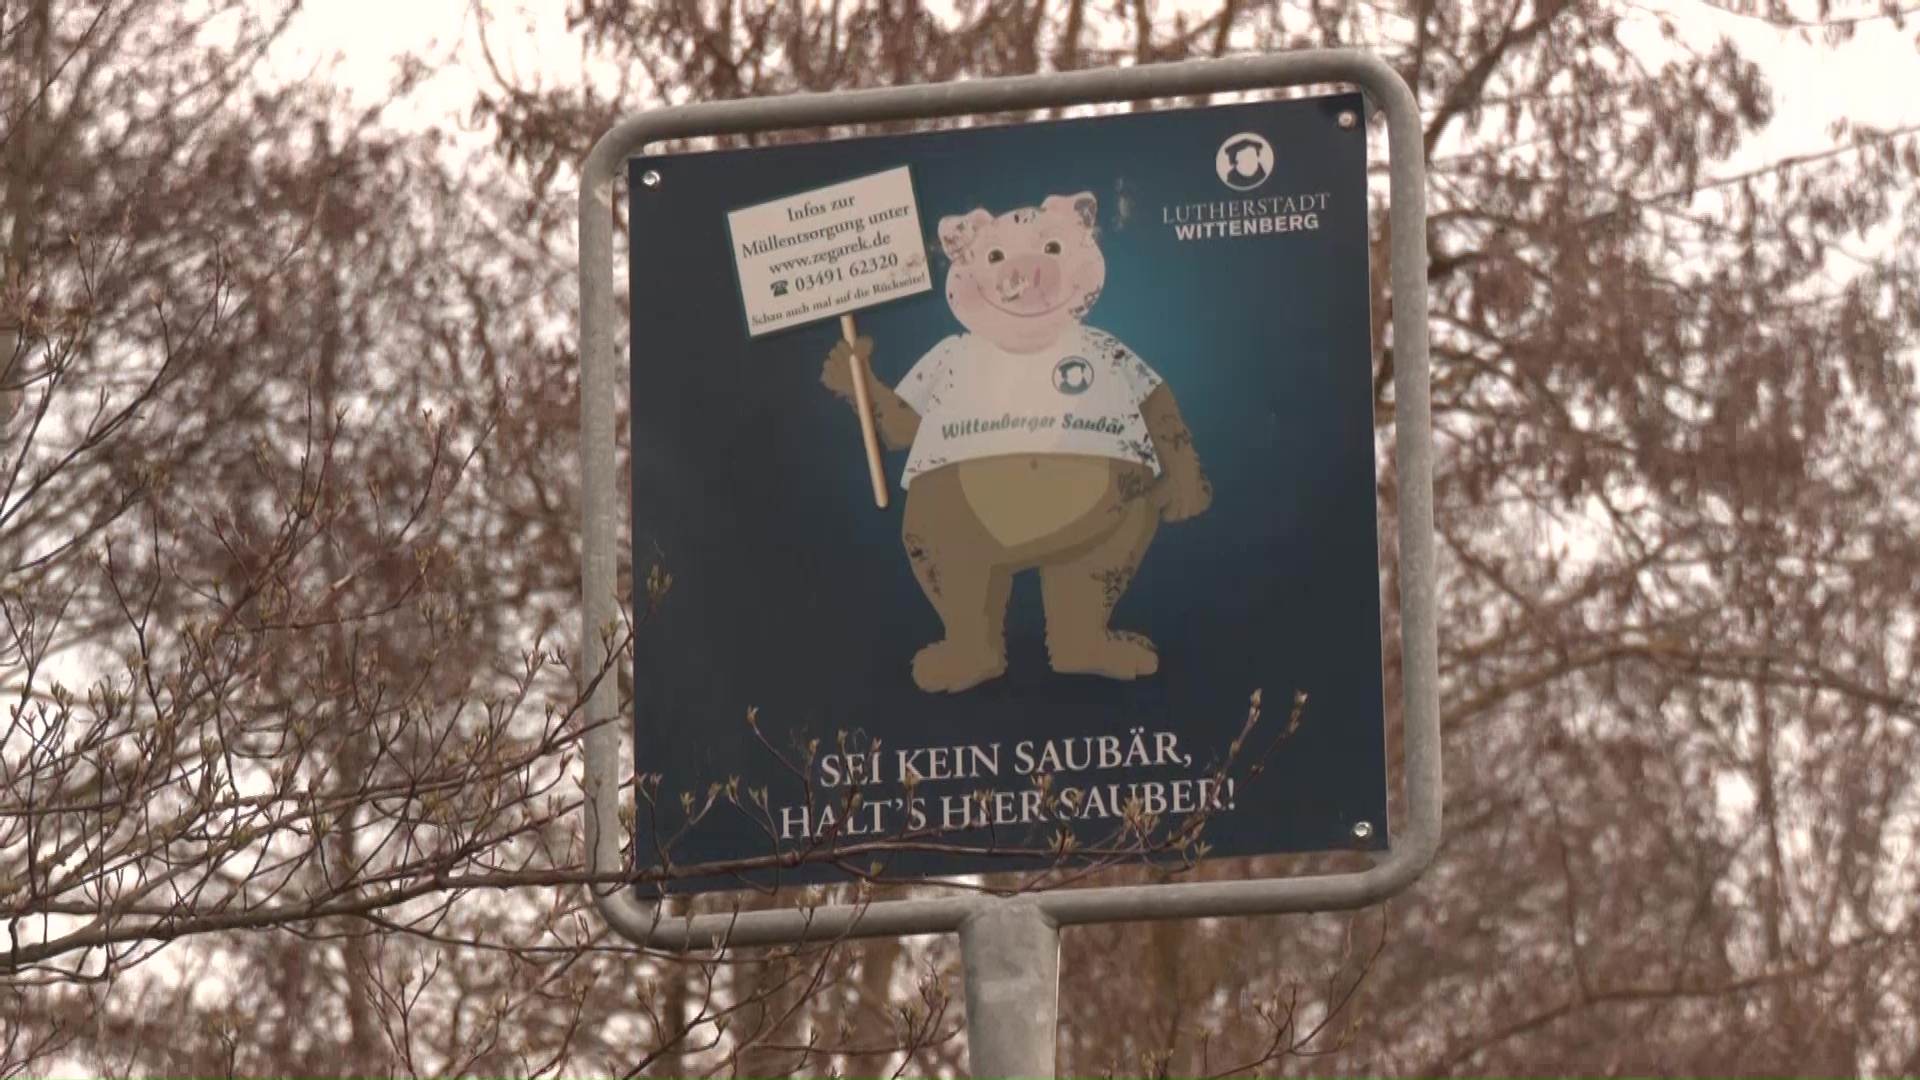 Infos zur
Müllentsorgung unter
www.zegarek.de
☎ 03491 62320
Schau auch mal auf die Rückseite!
LUTHERSTADT
WITTENBERG
Wittenberger Saubär
SEI KEIN SAUBÄR,
HALT'S HIER SAUBER!